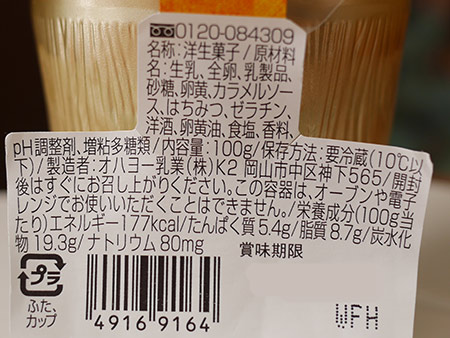 0120-084309
名称:洋生菓子/原材料
名:生乳、全卵、乳製品、
砂糖、卵黄、カラメルソー
ス、はちみつ、ゼラチン、
洋酒、卵黄油、食塩、香料、
pH調整剤、増粘多糖類/内容量:100g/保存方法:要冷蔵(10℃以
下)/製造者:オハヨー乳業(株)K2 岡山市中区神下565/開封
後はすぐにお召し上がりください。この容器は、オーブンや電子
レンジでお使いいただくことはできません。/栄養成分(100g当
たり)エネルギー177kcal/たんぱく質5.4g/脂質8.7g/炭水化
物19.3g/ナトリウム80mg
賞味期限
プラ
ふた、
カップ
4916 9164
WFH